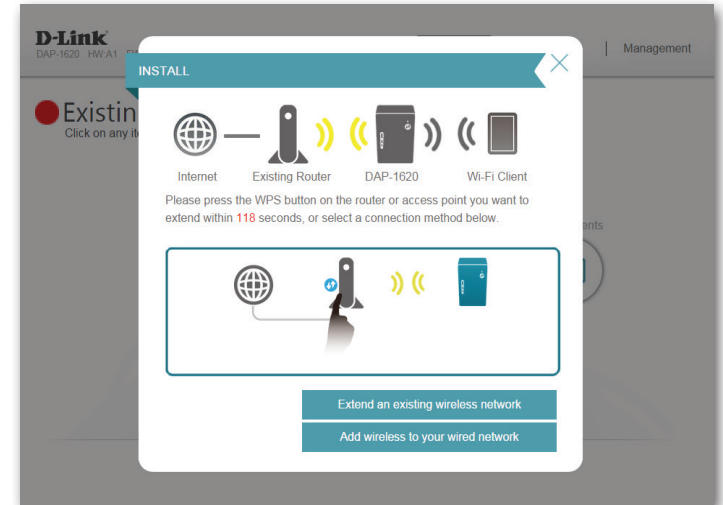 D-Link
DAP-1620 HW:A1
Management
INSTALL
Existin
Click on any
Internet Existing Router DAP-1620 Wi-Fi Client
Please press the WPS button on the router or access point you want to
extend within 118 seconds, or select a connection method below.
ents
Extend an existing wireless network
Add wireless to your wired network